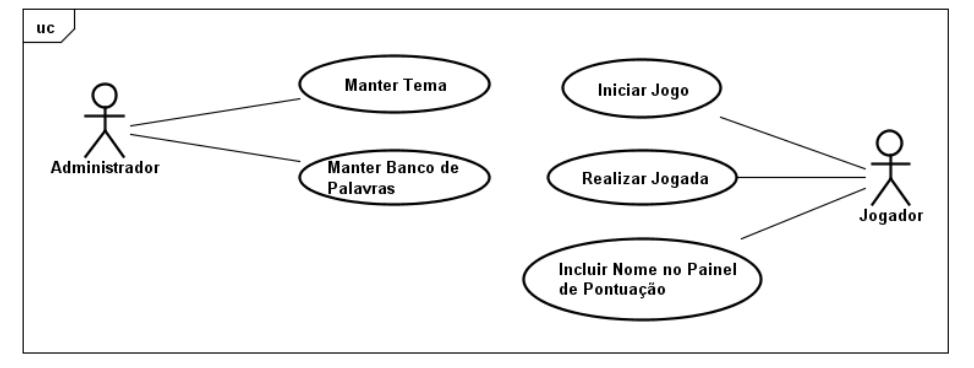 uc
Manter Tema
Iniciar Jogo
Administrador
Manter Banco de
Palavras
Realizar Jogada
Jogador
Incluir Nome no Painel
de Pontuação